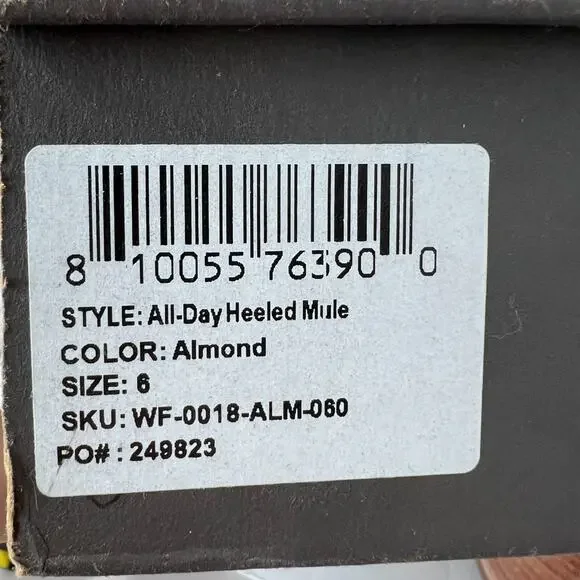 8 10055 76390 0
STYLE: All-Day Heeled Mule
COLOR: Almond
SIZE: 6
SKU: WF-0018-ALM-060
PO# : 249823